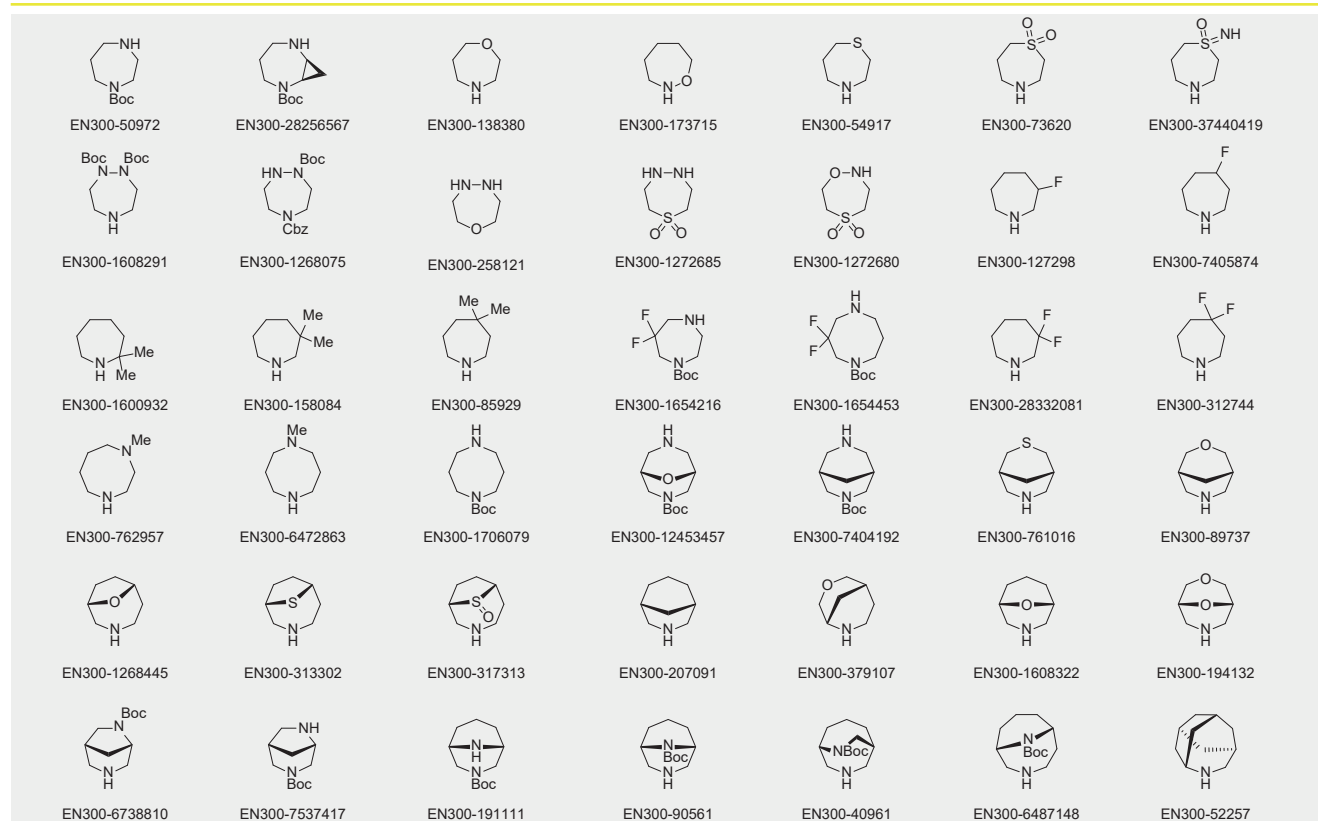 NH
N
Boc
EN300-50972
NH
N
Boc
EN300-28256567
O
N
H
EN300-138380
O
N
H
EN300-173715
S
N
H
EN300-54917
O
S
O
N
H
EN300-73620
O
S
NH
N
H
EN300-37440419
Boc Boc
N N
N
H
EN300-1608291
Boc
HN N
N
Cbz
EN300-1268075
HN NH
O
EN300-258121
HN NH
S
O O
EN300-1272685
O NH
S
O O
EN300-1272680
F
N
H
EN300-127298
F
N
H
EN300-7405874
N
H
Me
Me
EN300-1600932
Me
Me
N
H
EN300-158084
Me
Me
N
H
EN300-85929
F
F
NH
N
Boc
EN300-1654216
H
N
F
F
N
Boc
EN300-1654453
F
F
N
H
EN300-28332081
F
F
N
H
EN300-312744
Me
N
N
H
EN300-762957
Me
N
N
H
EN300-6472863
H
N
N
Boc
EN300-1706079
H
N
O
N
Boc
EN300-12453457
H
N
N
Boc
EN300-7404192
S
N
H
EN300-761016
O
N
H
EN300-89737
O
N
H
EN300-1268445
S
N
H
EN300-313302
S
O
N
H
EN300-317313
N
H
EN300-207091
O
N
H
EN300-379107
O
N
H
EN300-1608322
O
O
N
H
EN300-194132
Boc
N
N
H
EN300-6738810
NH
N
Boc
EN300-7537417
N
H
N
Boc
EN300-191111
N
Boc
N
H
EN300-90561
NBoc
N
H
EN300-40961
N
Boc
N
H
EN300-6487148
N
H
EN300-52257